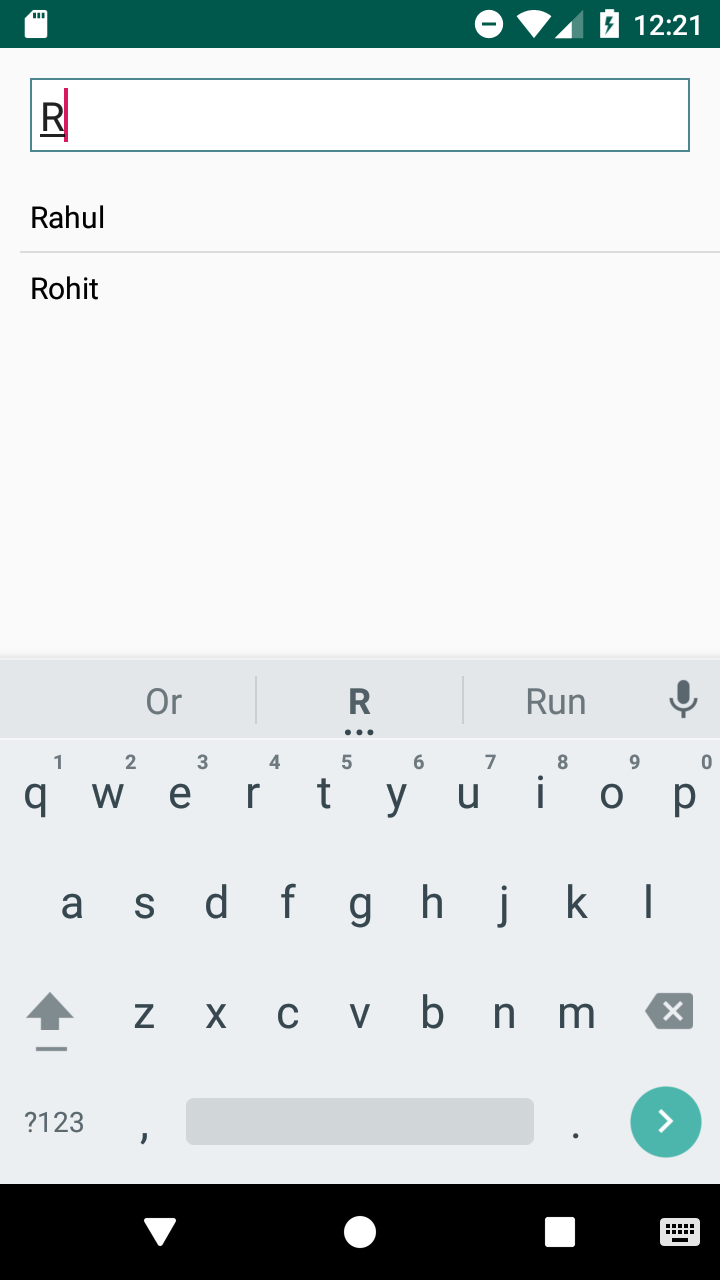 12:21
R
Rahul
Rohit
Or R Run
1 2 3 4 5 6 7 8 9 0
q w e r t y u i o p
a s d f g h j k l
z x c v b n m
?123 , .